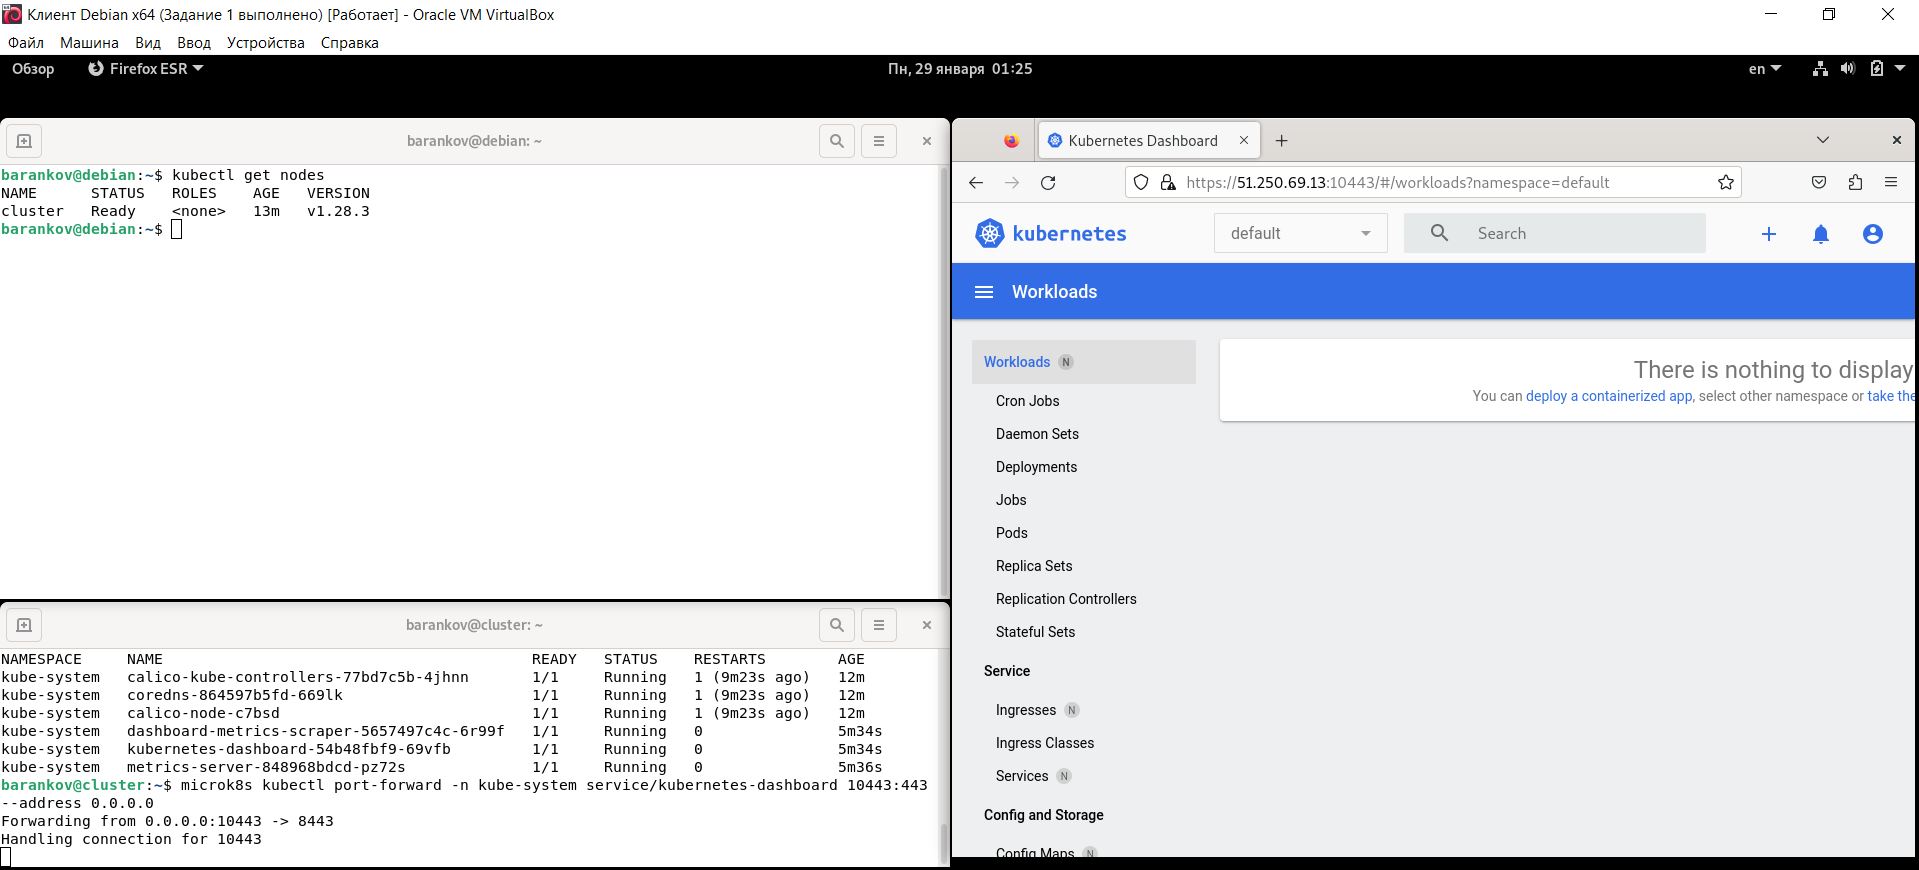 Клиент Debian x64 (Задание 1 выполнено) [Работает] - Oracle VM VirtualBox
Файл Машина Вид Ввод Устройства Справка
Обзор Firefox ESR Пн, 29 января 01:25 en
barankov@debian: ~
barankov@debian:~$ kubectl get nodes
NAME STATUS ROLES AGE VERSION
cluster Ready <none> 13m v1.28.3
barankov@debian:~$
barankov@cluster: ~
NAMESPACE NAME READY STATUS RESTARTS AGE
kube-system calico-kube-controllers-77bd7c5b-4jhnn 1/1 Running 1 (9m23s ago) 12m
kube-system coredns-864597b5fd-669lk 1/1 Running 1 (9m23s ago) 12m
kube-system calico-node-c7bsd 1/1 Running 1 (9m23s ago) 12m
kube-system dashboard-metrics-scraper-5657497c4c-6r99f 1/1 Running 0 5m34s
kube-system kubernetes-dashboard-54b48fbf9-69vfb 1/1 Running 0 5m34s
kube-system metrics-server-848968bdcd-pz72s 1/1 Running 0 5m36s
barankov@cluster:~$ microk8s kubectl port-forward -n kube-system service/kubernetes-dashboard 10443:443
--address 0.0.0.0
Forwarding from 0.0.0.0:10443 -> 8443
Handling connection for 10443
Kubernetes Dashboard
https://51.250.69.13:10443/#/workloads?namespace=default
kubernetes default Search
Workloads
Workloads N
Cron Jobs
Daemon Sets
Deployments
Jobs
Pods
Replica Sets
Replication Controllers
Stateful Sets
Service
Ingresses N
Ingress Classes
Services N
Config and Storage
Config Maps N
There is nothing to display
You can deploy a containerized app, select other namespace or take the